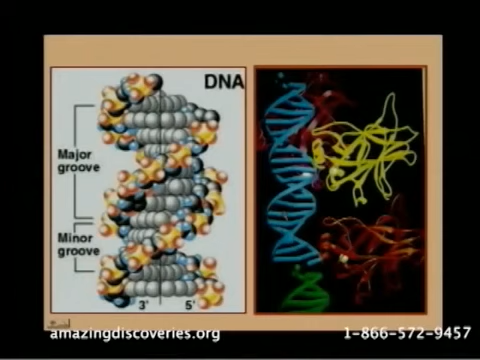 DNA
Major
groove
Minor
groove
3' 5'
amazingdiscoveries.org 1-866-572-9457